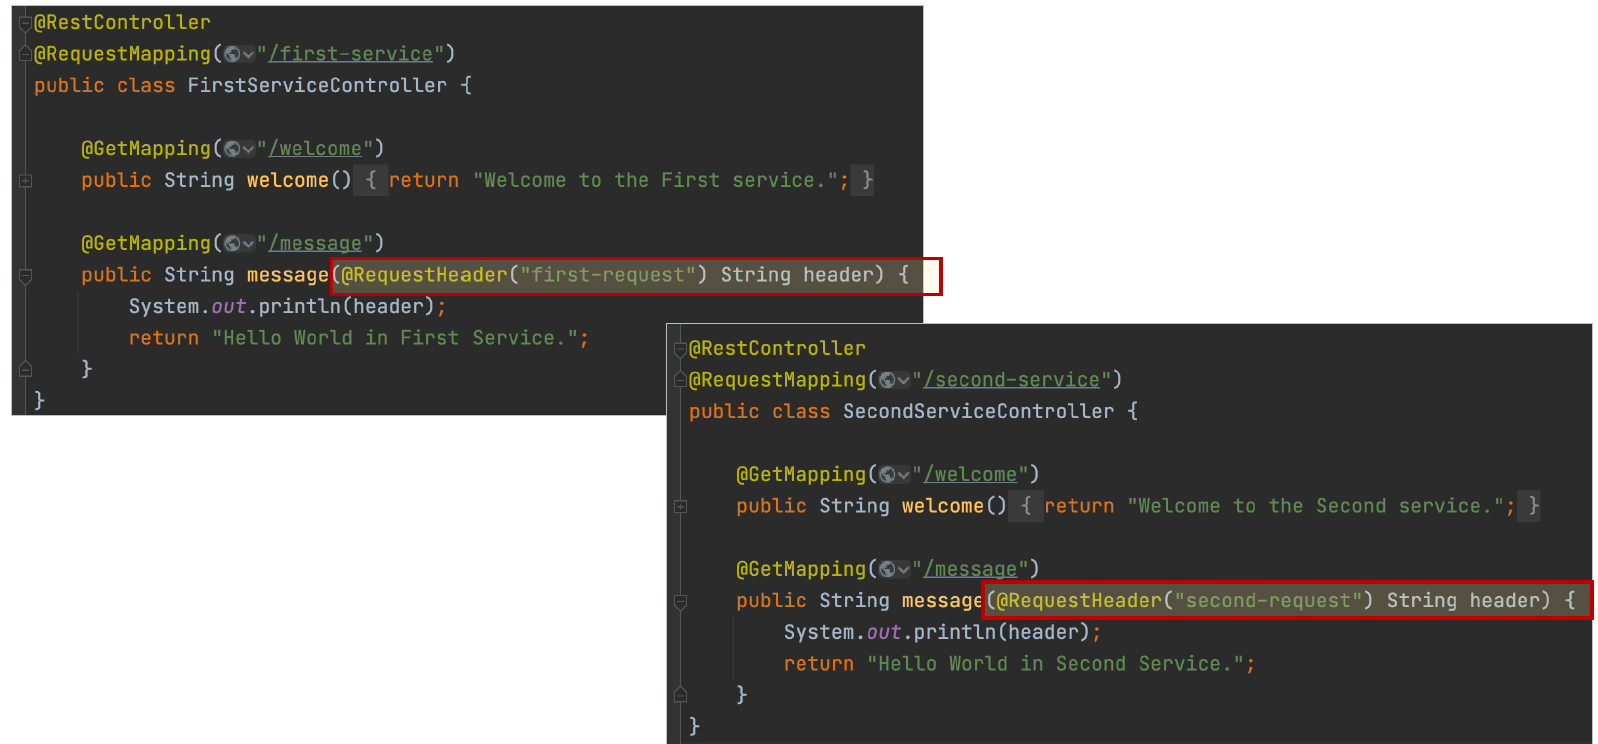 @RestController
@RequestMapping("/first-service")
public class FirstServiceController {
@GetMapping("/welcome")
public String welcome() { return "Welcome to the First service."; }
@GetMapping("/message")
public String message(@RequestHeader("first-request") String header) {
System.out.println(header);
return "Hello World in First Service.";
}
}
@RestController
@RequestMapping("/second-service")
public class SecondServiceController {
@GetMapping("/welcome")
public String welcome() { return "Welcome to the Second service."; }
@GetMapping("/message")
public String message(@RequestHeader("second-request") String header) {
System.out.println(header);
return "Hello World in Second Service.";
}
}